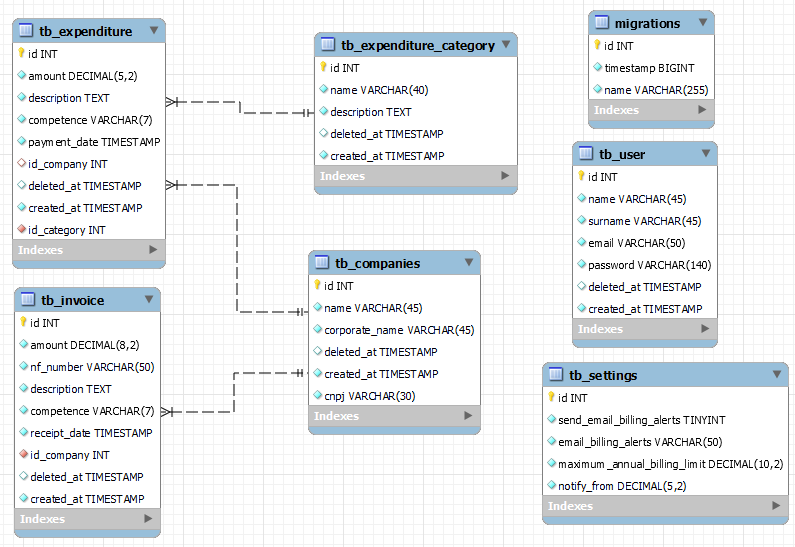 tb_expenditure
id INT
amount DECIMAL(5,2)
description TEXT
competence VARCHAR(7)
payment_date TIMESTAMP
id_company INT
deleted_at TIMESTAMP
created_at TIMESTAMP
id_category INT
Indexes
tb_expenditure_category
id INT
name VARCHAR(40)
description TEXT
deleted_at TIMESTAMP
created_at TIMESTAMP
Indexes
migrations
id INT
timestamp BIGINT
name VARCHAR(255)
Indexes
tb_user
id INT
name VARCHAR(45)
surname VARCHAR(45)
email VARCHAR(50)
password VARCHAR(140)
deleted_at TIMESTAMP
created_at TIMESTAMP
Indexes
tb_companies
id INT
name VARCHAR(45)
corporate_name VARCHAR(45)
deleted_at TIMESTAMP
created_at TIMESTAMP
cnpj VARCHAR(30)
Indexes
tb_invoice
id INT
amount DECIMAL(8,2)
nf_number VARCHAR(50)
description TEXT
competence VARCHAR(7)
receipt_date TIMESTAMP
id_company INT
deleted_at TIMESTAMP
created_at TIMESTAMP
Indexes
tb_settings
id INT
send_email_billing_alerts TINYINT
email_billing_alerts VARCHAR(50)
maximum_annual_billing_limit DECIMAL(10,2)
notify_from DECIMAL(5,2)
Indexes